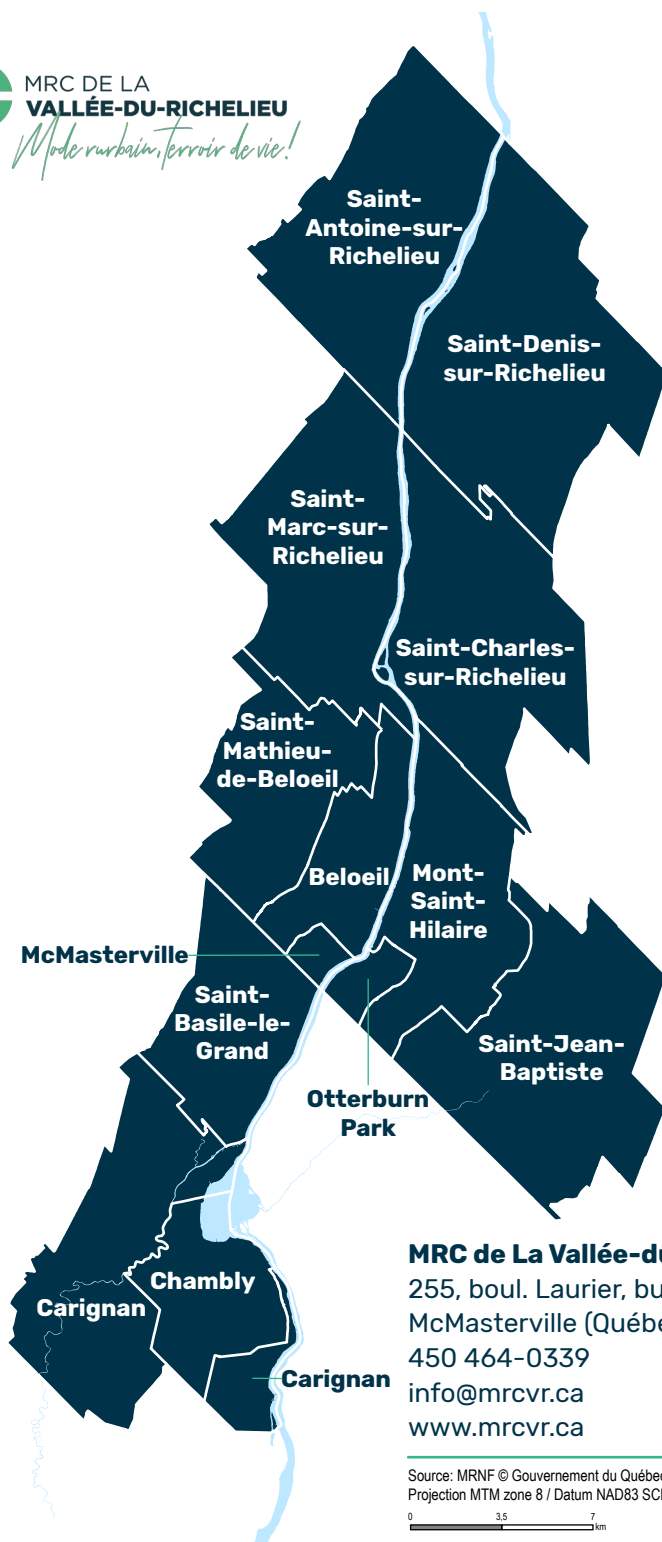 MRC DE LA
VALLÉE-DU-RICHELIEU
Mode rurbain, terroir de vie!
Saint-
Antoine-sur-
Richelieu
Saint-Denis-
sur-Richelieu
Saint-
Marc-sur-
Richelieu
Saint-Charles-
sur-Richelieu
Saint-
Mathieu-
de-Beloeil
Beloeil
Mont-
Saint-
Hilaire
McMasterville
Saint-
Basile-le-
Grand
Saint-Jean-
Baptiste
Otterburn
Park
Chambly
Carignan
Carignan
MRC de La Vallée-du
255, boul. Laurier,
McMasterville
450 464-0339
info@mrcvr.ca
www.mrcvr.ca
Source: MRNF © Gouvernement du Québec
Projection MTM zone 8 / Datum NAD83
0 3,5 7
km